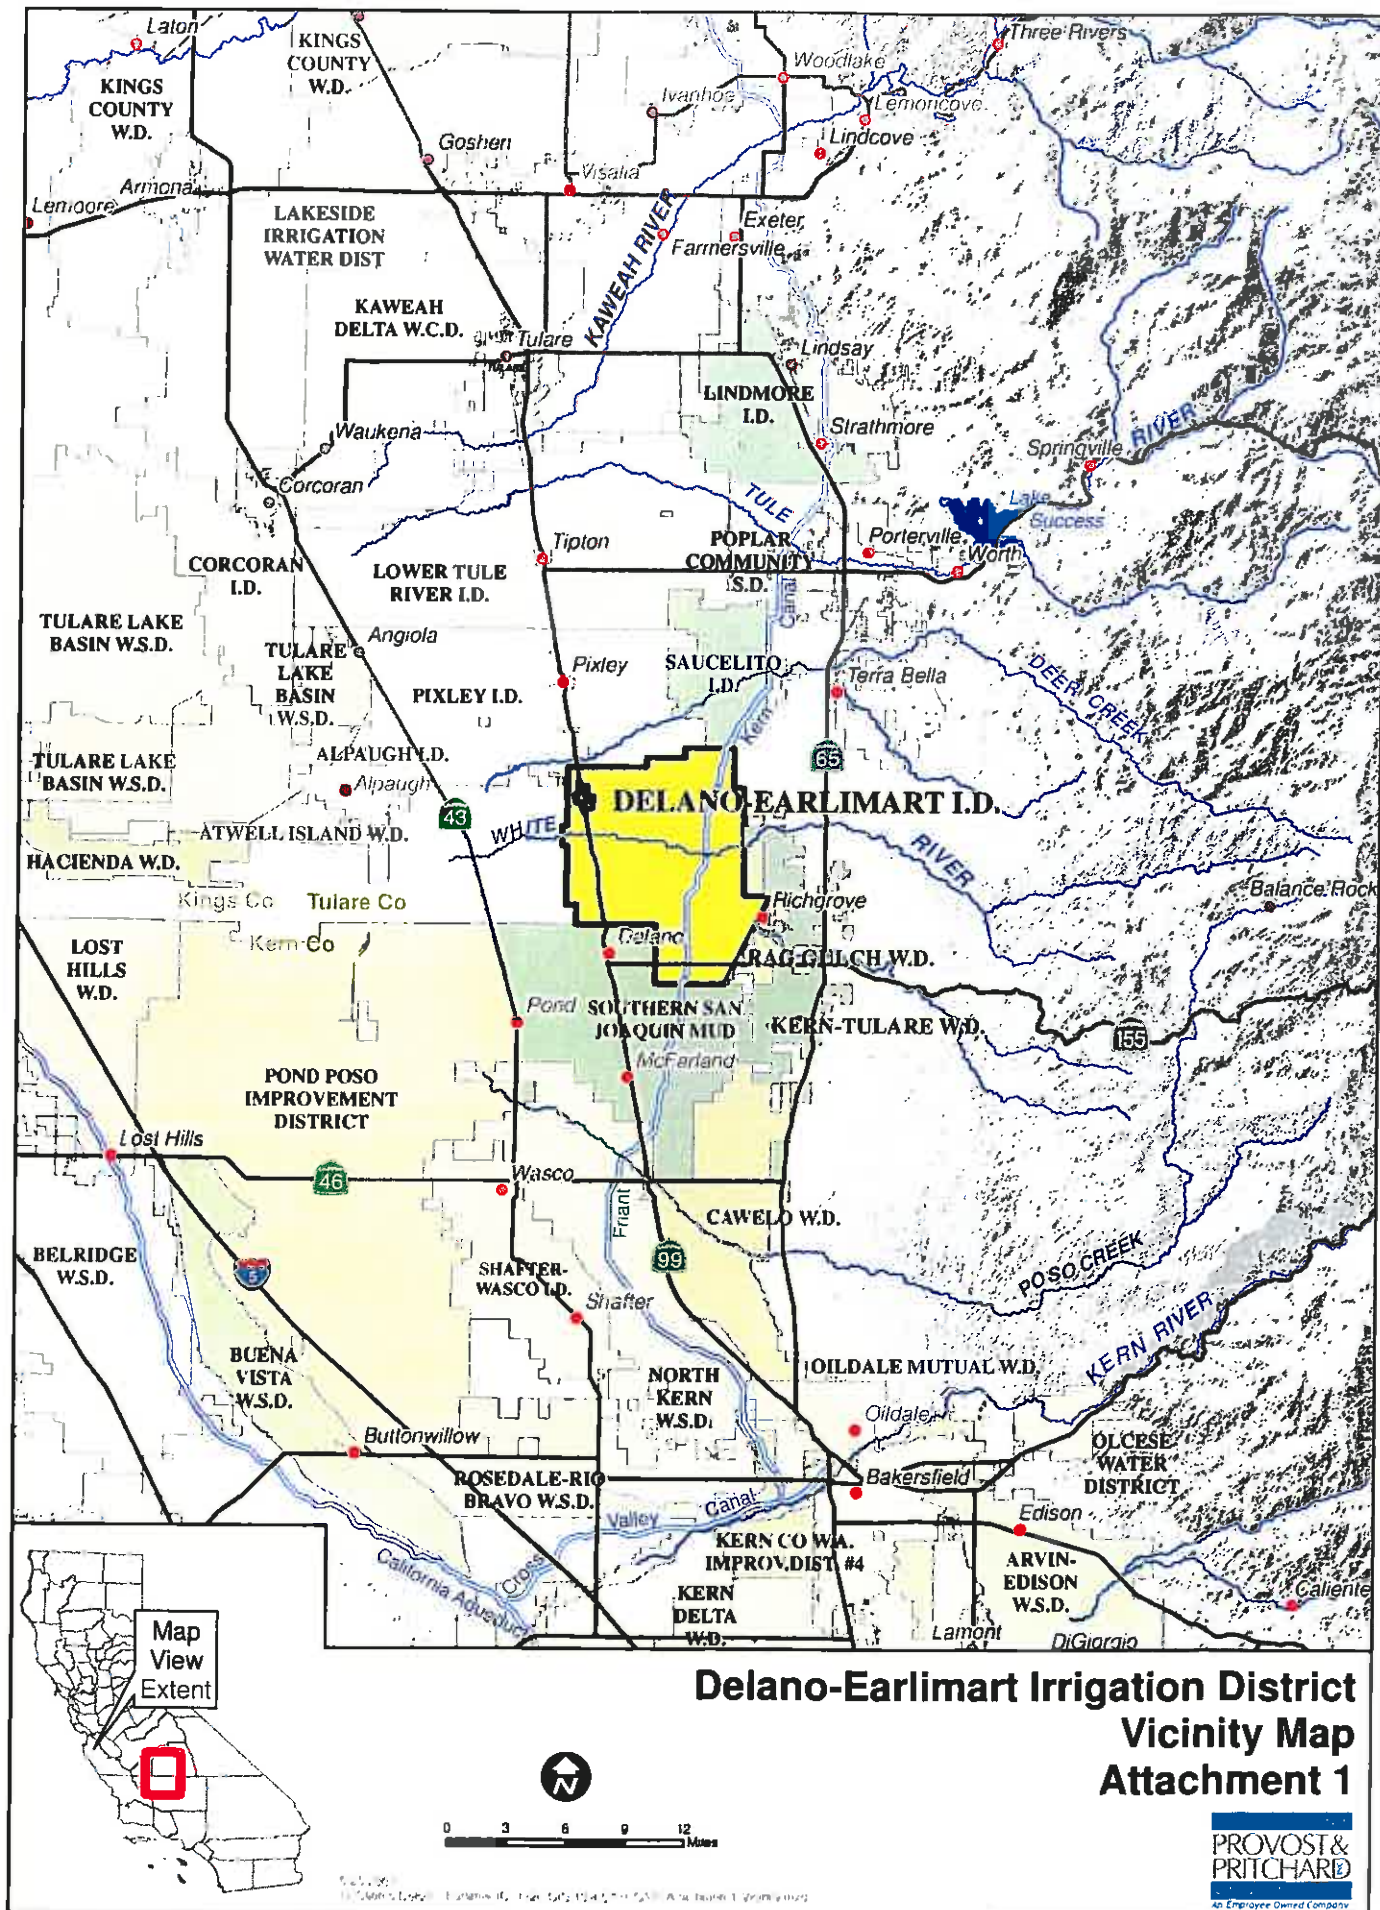 Laton
KINGS
COUNTY
W.D.
Three Rivers
KINGS
COUNTY
W.D.
Woodlake
Ivanhoe
Lemoncove
Lindcove
Goshen
Visalia
Armona
Lemoore
LAKESIDE
IRRIGATION
WATER DIST
KAWEAH RIVER
Exeter
Farmersville
KAWEAH
DELTA W.C.D.
Tulare
TULARE
Lindsay
LINDMORE
I.D.
Waukena
Strathmore
RIVER
Springville
Corcoran
TULE
Lake
Success
Tipton
POPLAR
COMMUNITY
S.D.
Porterville
Worth
CORCORAN
I.D.
LOWER TULE
RIVER I.D.
Canal
TULARE LAKE
BASIN W.S.D.
Angiola
TULARE
LAKE
BASIN
W.S.D.
Pixley
SAUCELITO
I.D.
DEER CREEK
Terra Bella
PIXLEY I.D.
Kern
ALPAUGH I.D.
65
TULARE LAKE
BASIN W.S.D.
Alpaugh
DELANO-EARLIMART I.D.
43
WHITE
RIVER
ATWELL ISLAND W.D.
HACIENDA W.D.
Kings Co
Tulare Co
Richgrove
Balance Rock
Kern Co
Delano
LOST
HILLS
W.D.
RAG GULCH W.D.
Pond
SOUTHERN SAN
JOAQUIN MUD
KERN-TULARE W.D.
155
McFarland
POND POSO
IMPROVEMENT
DISTRICT
Lost Hills
46
Wasco
Friant
CAWELO W.D.
BELRIDGE
W.S.D.
5
99
POSO CREEK
SHAFTER-
WASCO I.D.
Shafter
KERN RIVER
BUENA
VISTA
W.S.D.
NORTH
KERN
W.S.D.
OILDALE MUTUAL W.D.
Oildale
Buttonwillow
OLCESE
WATER
DISTRICT
ROSEDALE-RIO
BRAVO W.S.D.
Bakersfield
Valley
Canal
Edison
California Aqueduct
Cross
KERN CO W.A.
IMPROV. DIST. #4
ARVIN-
EDISON
W.S.D.
Caliente
KERN
DELTA
W.D.
Lamont
DiGiorgio
Map
View
Extent
Delano-Earlimart Irrigation District
Vicinity Map
Attachment 1
N
0 3 6 9 12
Miles
PROVOST&
PRITCHARD
An Employee Owned Company